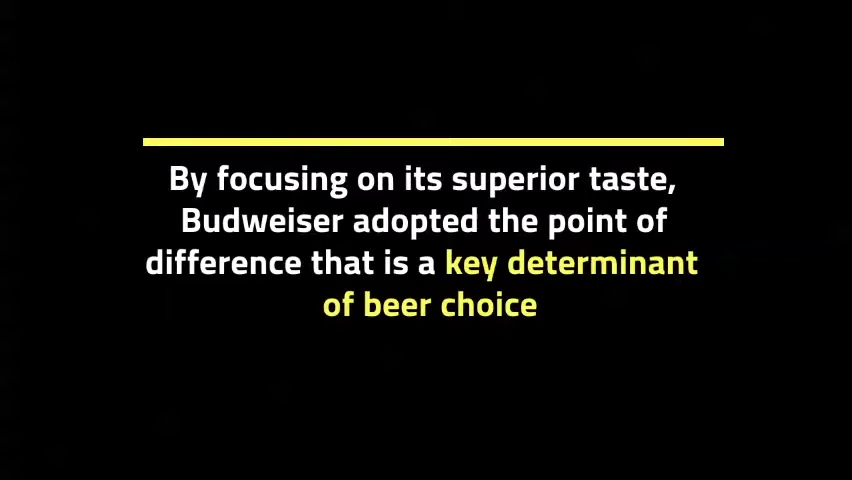 By focusing on its superior taste,
Budweiser adopted the point of
difference that is a key determinant
of beer choice